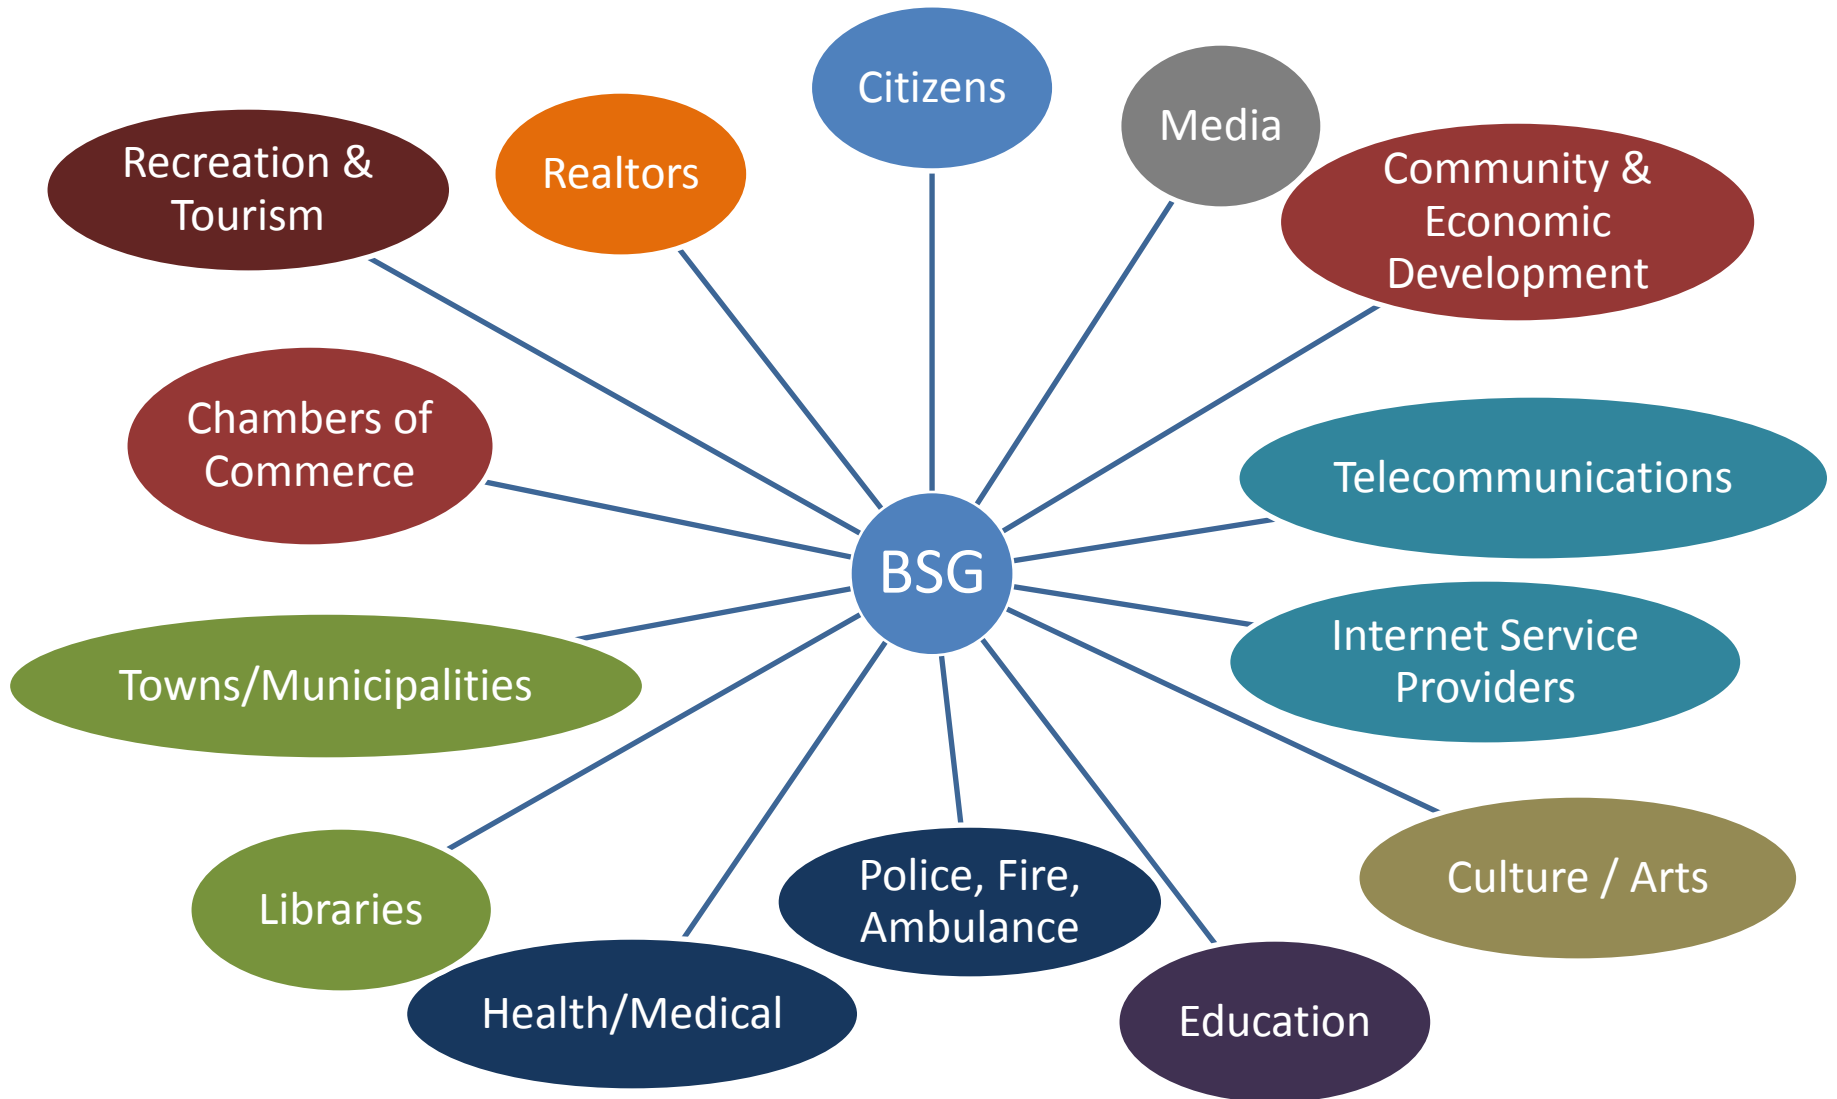 Citizens
Media
Recreation &
Tourism
Realtors
Community &
Economic
Development
Chambers of
Commerce
Telecommunications
BSG
Towns/Municipalities
Internet Service
Providers
Libraries
Police, Fire,
Ambulance
Culture / Arts
Health/Medical
Education